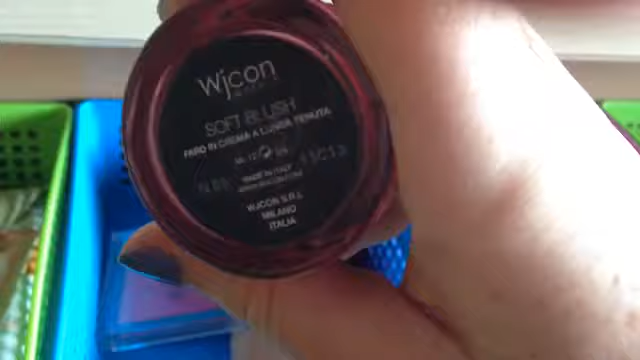 Wjcon
SOFT BLUSH
FARD IN CREMA A LUNGA TENUTA
MADE IN ITALY
WJCON S.R.L
MILANO
ITALIA